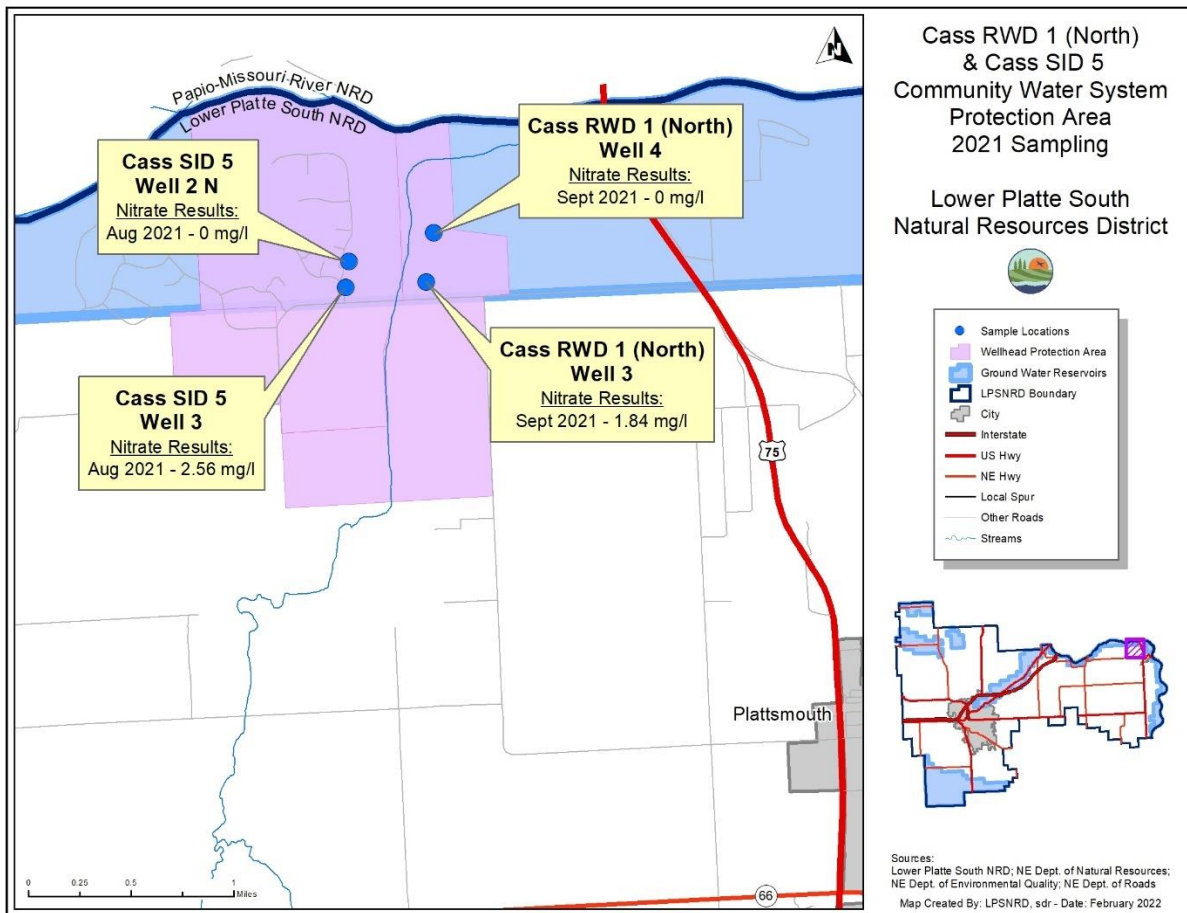 Papio-Missouri-River NRD
Lower Platte South NRD
Cass SID 5
Well 2 N
Nitrate Results:
Aug 2021 - 0 mg/l
Cass RWD 1 (North)
Well 4
Nitrate Results:
Sept 2021 - 0 mg/l
Cass SID 5
Well 3
Nitrate Results:
Aug 2021 - 2.56 mg/l
Cass RWD 1 (North)
Well 3
Nitrate Results:
Sept 2021 - 1.84 mg/l
N
75
Plattsmouth
66
0 0.25 0.5 1
Miles
Cass RWD 1 (North)
& Cass SID 5
Community Water System
Protection Area
2021 Sampling
Lower Platte South
Natural Resources District
Sample Locations
Wellhead Protection Area
Ground Water Reservoirs
LPSNRD Boundary
City
Interstate
US Hwy
NE Hwy
Local Spur
Other Roads
Streams
Sources:
Lower Platte South NRD; NE Dept. of Natural Resources;
NE Dept. of Environmental Quality; NE Dept. of Roads
Map Created By: LPSNRD, sdr - Date: February 2022